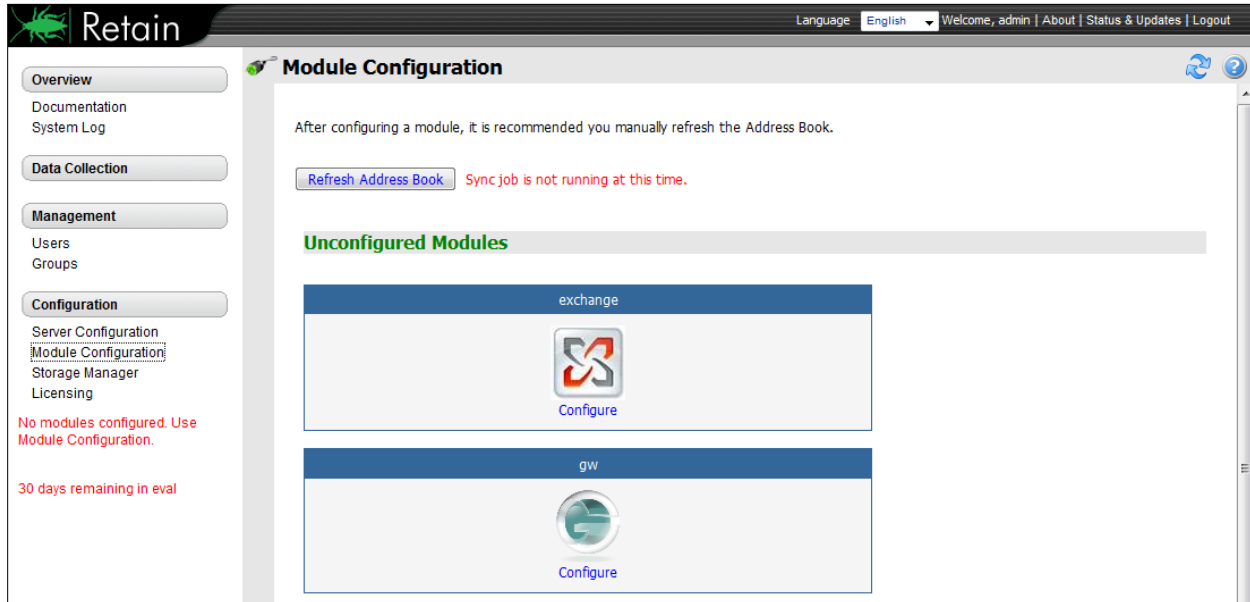 Retain
Language English Welcome, admin | About | Status & Updates | Logout
Overview
Documentation
System Log
Data Collection
Management
Users
Groups
Configuration
Server Configuration
Module Configuration
Storage Manager
Licensing
No modules configured. Use
Module Configuration.
30 days remaining in eval
Module Configuration
After configuring a module, it is recommended you manually refresh the Address Book.
Refresh Address Book Sync job is not running at this time.
Unconfigured Modules
exchange
Configure
gw
Configure